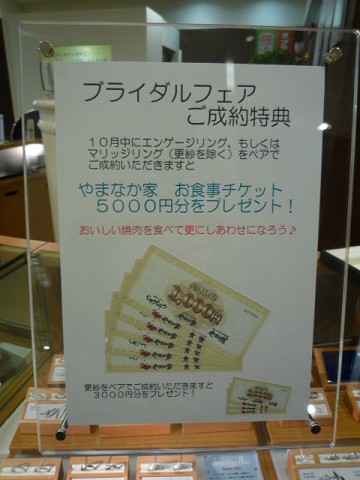 ブライダルフェア
ご成約特典
１０月中にエンゲージリング、もしくは
マリッジリング（更紗を除く）をペアで
ご成約いただきますと
やまなか家　お食事チケット
５０００円分をプレゼント！
おいしい焼肉を食べて更にしあわせになろう♪
1,000円
更紗をペアでご成約いただきますと
３０００円分をプレゼント！